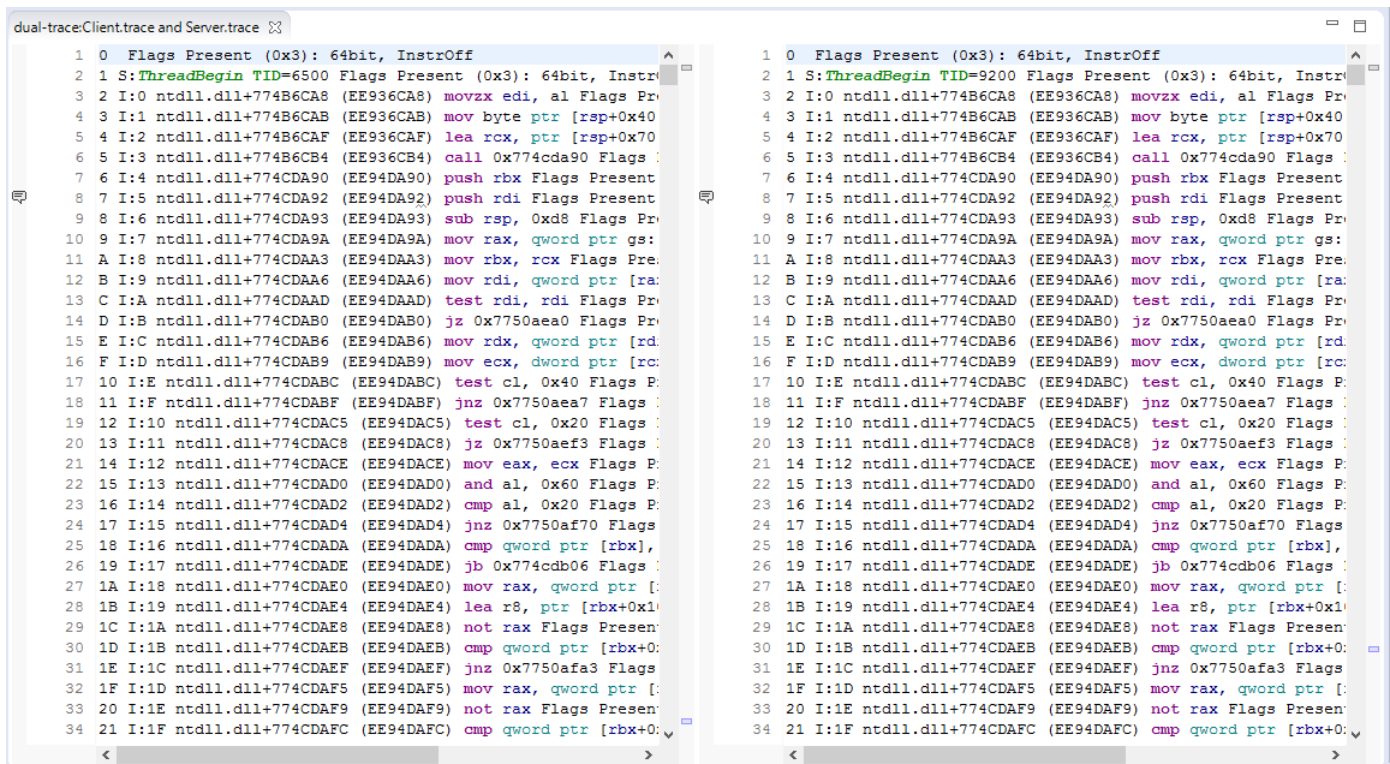 dual-trace:Client.trace and Server.trace
1 0 Flags Present (0x3): 64bit, InstrOff
2 1 S:ThreadBegin TID=6500 Flags Present (0x3): 64bit, Instr
3 2 I:0 ntdll.dll+774B6CA8 (EE936CA8) movzx edi, al Flags Pr
4 3 I:1 ntdll.dll+774B6CAB (EE936CAB) mov byte ptr [rsp+0x40
5 4 I:2 ntdll.dll+774B6CAF (EE936CAF) lea rcx, ptr [rsp+0x70
6 5 I:3 ntdll.dll+774B6CB4 (EE936CB4) call 0x774cda90 Flags
7 6 I:4 ntdll.dll+774CDA90 (EE94DA90) push rbx Flags Present
8 7 I:5 ntdll.dll+774CDA92 (EE94DA92) push rdi Flags Present
9 8 I:6 ntdll.dll+774CDA93 (EE94DA93) sub rsp, 0xd8 Flags Pr
10 9 I:7 ntdll.dll+774CDA9A (EE94DA9A) mov rax, qword ptr gs:
11 A I:8 ntdll.dll+774CDAA3 (EE94DAA3) mov rbx, rcx Flags Pre
12 B I:9 ntdll.dll+774CDAA6 (EE94DAA6) mov rdi, qword ptr [ra
13 C I:A ntdll.dll+774CDAAD (EE94DAAD) test rdi, rdi Flags Pr
14 D I:B ntdll.dll+774CDAB0 (EE94DAB0) jz 0x7750aea0 Flags Pr
15 E I:C ntdll.dll+774CDAB6 (EE94DAB6) mov rdx, qword ptr [rd
16 F I:D ntdll.dll+774CDAB9 (EE94DAB9) mov ecx, dword ptr [rc
17 10 I:E ntdll.dll+774CDABC (EE94DABC) test cl, 0x40 Flags P
18 11 I:F ntdll.dll+774CDABF (EE94DABF) jnz 0x7750aea7 Flags
19 12 I:10 ntdll.dll+774CDAC5 (EE94DAC5) test cl, 0x20 Flags
20 13 I:11 ntdll.dll+774CDAC8 (EE94DAC8) jz 0x7750aef3 Flags
21 14 I:12 ntdll.dll+774CDACE (EE94DACE) mov eax, ecx Flags P
22 15 I:13 ntdll.dll+774CDAD0 (EE94DAD0) and al, 0x60 Flags P
23 16 I:14 ntdll.dll+774CDAD2 (EE94DAD2) cmp al, 0x20 Flags P
24 17 I:15 ntdll.dll+774CDAD4 (EE94DAD4) jnz 0x7750af70 Flags
25 18 I:16 ntdll.dll+774CDADA (EE94DADA) cmp qword ptr [rbx],
26 19 I:17 ntdll.dll+774CDADE (EE94DADE) jb 0x774cdb06 Flags
27 1A I:18 ntdll.dll+774CDAE0 (EE94DAE0) mov rax, qword ptr [
28 1B I:19 ntdll.dll+774CDAE4 (EE94DAE4) lea r8, ptr [rbx+0x1
29 1C I:1A ntdll.dll+774CDAE8 (EE94DAE8) not rax Flags Presen
30 1D I:1B ntdll.dll+774CDAEB (EE94DAEB) cmp qword ptr [rbx+0
31 1E I:1C ntdll.dll+774CDAEF (EE94DAEF) jnz 0x7750afa3 Flags
32 1F I:1D ntdll.dll+774CDAF5 (EE94DAF5) mov rax, qword ptr [
33 20 I:1E ntdll.dll+774CDAF9 (EE94DAF9) not rax Flags Presen
34 21 I:1F ntdll.dll+774CDAFC (EE94DAFC) cmp qword ptr [rbx+0
1 0 Flags Present (0x3): 64bit, InstrOff
2 1 S:ThreadBegin TID=9200 Flags Present (0x3): 64bit, Instr
3 2 I:0 ntdll.dll+774B6CA8 (EE936CA8) movzx edi, al Flags Pr
4 3 I:1 ntdll.dll+774B6CAB (EE936CAB) mov byte ptr [rsp+0x40
5 4 I:2 ntdll.dll+774B6CAF (EE936CAF) lea rcx, ptr [rsp+0x70
6 5 I:3 ntdll.dll+774B6CB4 (EE936CB4) call 0x774cda90 Flags
7 6 I:4 ntdll.dll+774CDA90 (EE94DA90) push rbx Flags Present
8 7 I:5 ntdll.dll+774CDA92 (EE94DA92) push rdi Flags Present
9 8 I:6 ntdll.dll+774CDA93 (EE94DA93) sub rsp, 0xd8 Flags Pr
10 9 I:7 ntdll.dll+774CDA9A (EE94DA9A) mov rax, qword ptr gs:
11 A I:8 ntdll.dll+774CDAA3 (EE94DAA3) mov rbx, rcx Flags Pre
12 B I:9 ntdll.dll+774CDAA6 (EE94DAA6) mov rdi, qword ptr [ra
13 C I:A ntdll.dll+774CDAAD (EE94DAAD) test rdi, rdi Flags Pr
14 D I:B ntdll.dll+774CDAB0 (EE94DAB0) jz 0x7750aea0 Flags Pr
15 E I:C ntdll.dll+774CDAB6 (EE94DAB6) mov rdx, qword ptr [rd
16 F I:D ntdll.dll+774CDAB9 (EE94DAB9) mov ecx, dword ptr [rc
17 10 I:E ntdll.dll+774CDABC (EE94DABC) test cl, 0x40 Flags P
18 11 I:F ntdll.dll+774CDABF (EE94DABF) jnz 0x7750aea7 Flags
19 12 I:10 ntdll.dll+774CDAC5 (EE94DAC5) test cl, 0x20 Flags
20 13 I:11 ntdll.dll+774CDAC8 (EE94DAC8) jz 0x7750aef3 Flags
21 14 I:12 ntdll.dll+774CDACE (EE94DACE) mov eax, ecx Flags P
22 15 I:13 ntdll.dll+774CDAD0 (EE94DAD0) and al, 0x60 Flags P
23 16 I:14 ntdll.dll+774CDAD2 (EE94DAD2) cmp al, 0x20 Flags P
24 17 I:15 ntdll.dll+774CDAD4 (EE94DAD4) jnz 0x7750af70 Flags
25 18 I:16 ntdll.dll+774CDADA (EE94DADA) cmp qword ptr [rbx],
26 19 I:17 ntdll.dll+774CDADE (EE94DADE) jb 0x774cdb06 Flags
27 1A I:18 ntdll.dll+774CDAE0 (EE94DAE0) mov rax, qword ptr [
28 1B I:19 ntdll.dll+774CDAE4 (EE94DAE4) lea r8, ptr [rbx+0x1
29 1C I:1A ntdll.dll+774CDAE8 (EE94DAE8) not rax Flags Presen
30 1D I:1B ntdll.dll+774CDAEB (EE94DAEB) cmp qword ptr [rbx+0
31 1E I:1C ntdll.dll+774CDAEF (EE94DAEF) jnz 0x7750afa3 Flags
32 1F I:1D ntdll.dll+774CDAF5 (EE94DAF5) mov rax, qword ptr [
33 20 I:1E ntdll.dll+774CDAF9 (EE94DAF9) not rax Flags Presen
34 21 I:1F ntdll.dll+774CDAFC (EE94DAFC) cmp qword ptr [rbx+0